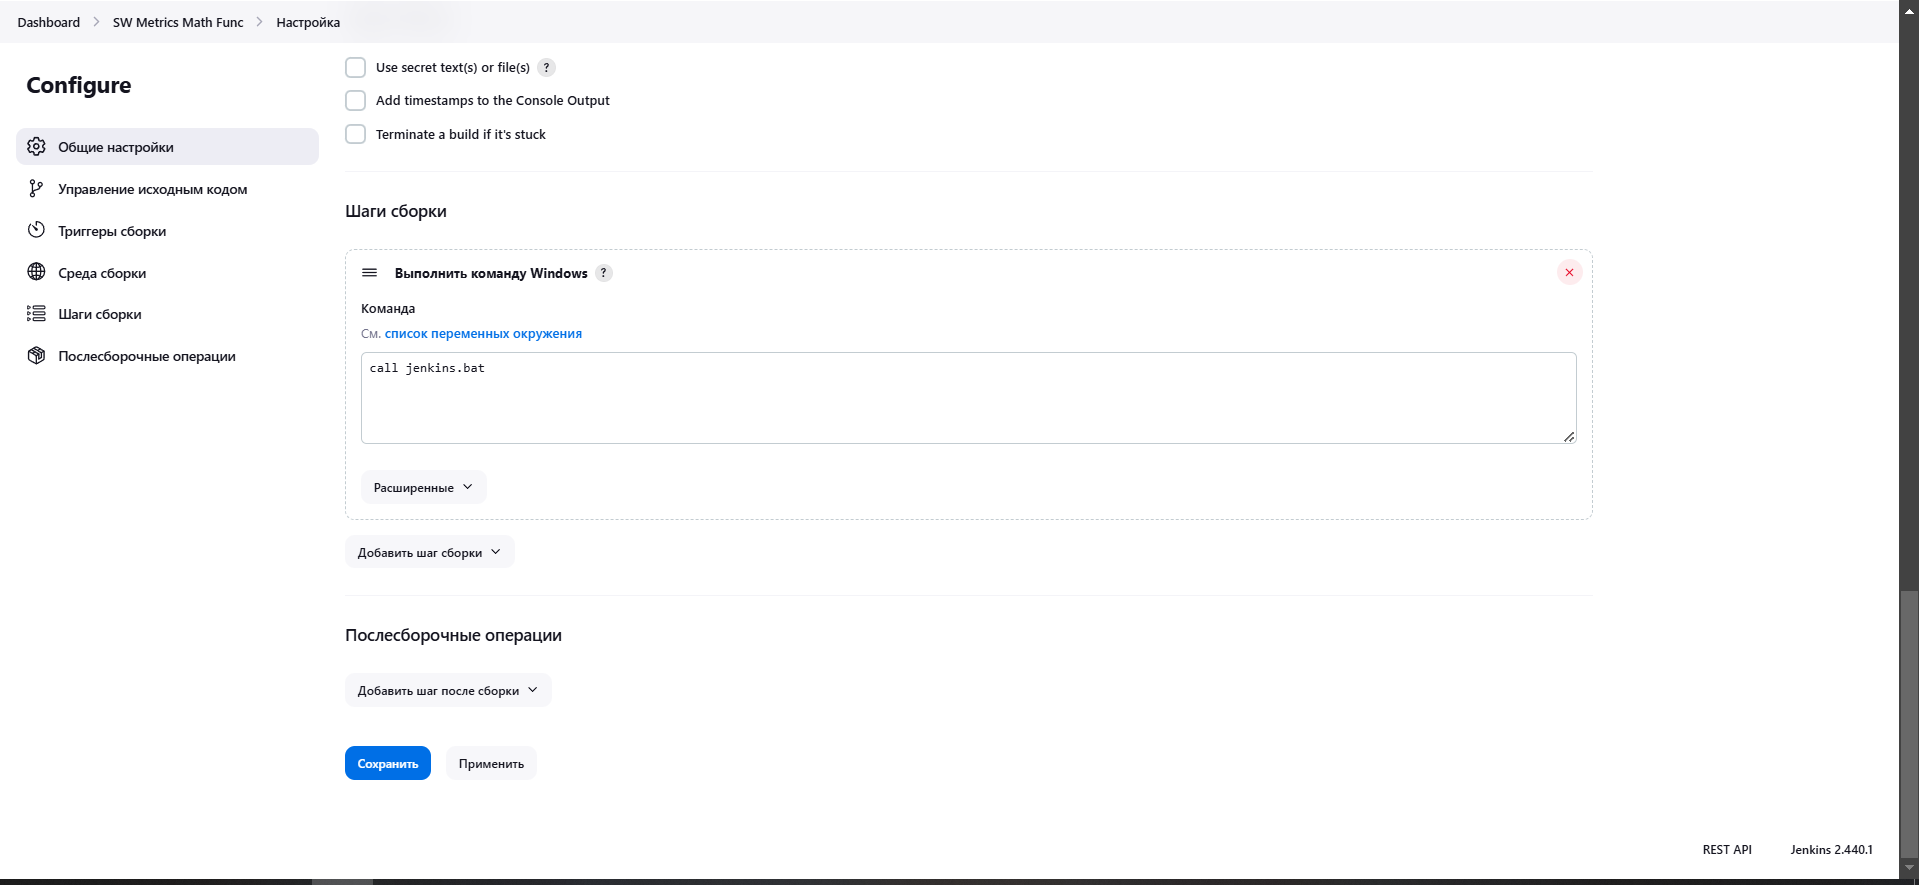 Dashboard > SW Metrics Math Func > Настройка
Configure
Общие настройки
Управление исходным кодом
Триггеры сборки
Среда сборки
Шаги сборки
Послесборочные операции
Use secret text(s) or file(s) ?
Add timestamps to the Console Output
Terminate a build if it's stuck
Шаги сборки
Выполнить команду Windows ?
Команда
См. список переменных окружения
call jenkins.bat
Расширенные
Добавить шаг сборки
Послесборочные операции
Добавить шаг после сборки
Сохранить Применить
REST API Jenkins 2.440.1